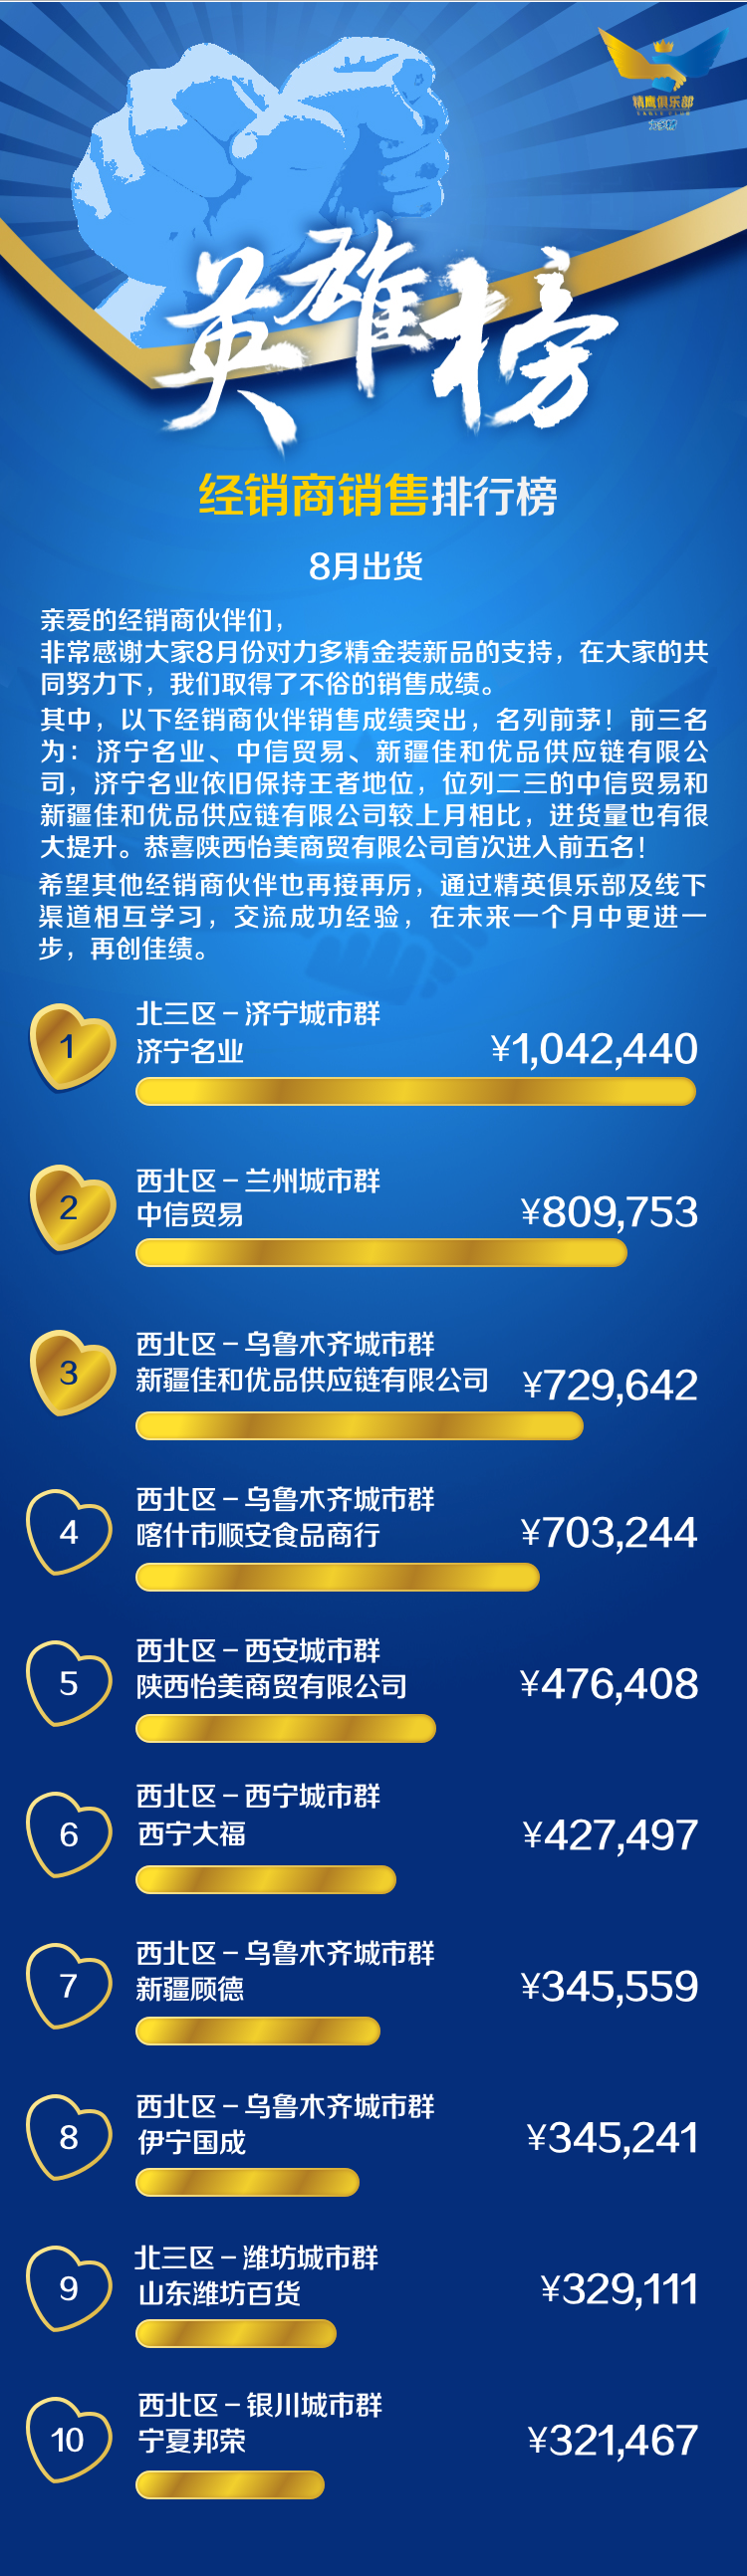 精鹰俱乐部
EAGLE CLUB
力多精
英雄榜
经销商销售排行榜
8月出货
亲爱的经销商伙伴们，
非常感谢大家8月份对力多精金装新品的支持，在大家的共
同努力下，我们取得了不俗的销售成绩。
其中，以下经销商伙伴销售成绩突出，名列前茅！前三名
为：济宁名业、中信贸易、新疆佳和优品供应链有限公
司，济宁名业依旧保持王者地位，位列二三的中信贸易和
新疆佳和优品供应链有限公司较上月相比，进货量也有很
大提升。恭喜陕西怡美商贸有限公司首次进入前五名！
希望其他经销商伙伴也再接再厉，通过精英俱乐部及线下
渠道相互学习，交流成功经验，在未来一个月中更进一
步，再创佳绩。
1
北三区－济宁城市群
济宁名业
¥1,042,440
2
西北区－兰州城市群
中信贸易
¥809,753
3
西北区－乌鲁木齐城市群
新疆佳和优品供应链有限公司
¥729,642
4
西北区－乌鲁木齐城市群
喀什市顺安食品商行
¥703,244
5
西北区－西安城市群
陕西怡美商贸有限公司
¥476,408
6
西北区－西宁城市群
西宁大福
¥427,497
7
西北区－乌鲁木齐城市群
新疆顾德
¥345,559
8
西北区－乌鲁木齐城市群
伊宁国成
¥345,241
9
北三区－潍坊城市群
山东潍坊百货
¥329,111
10
西北区－银川城市群
宁夏邦荣
¥321,467